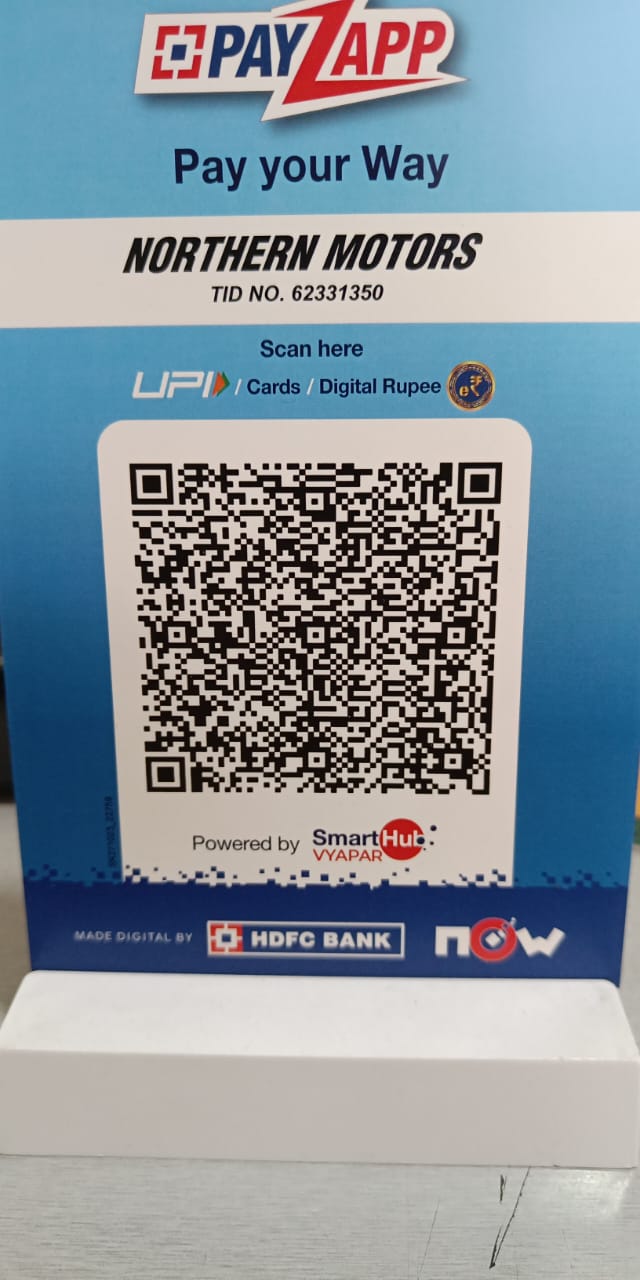 PAYZAPP
Pay your Way
NORTHERN MOTORS
TID NO. 62331350
Scan here
UPI / Cards / Digital Rupee e₹
Powered by SmartHub
VYAPAR
MADE DIGITAL BY HDFC BANK now